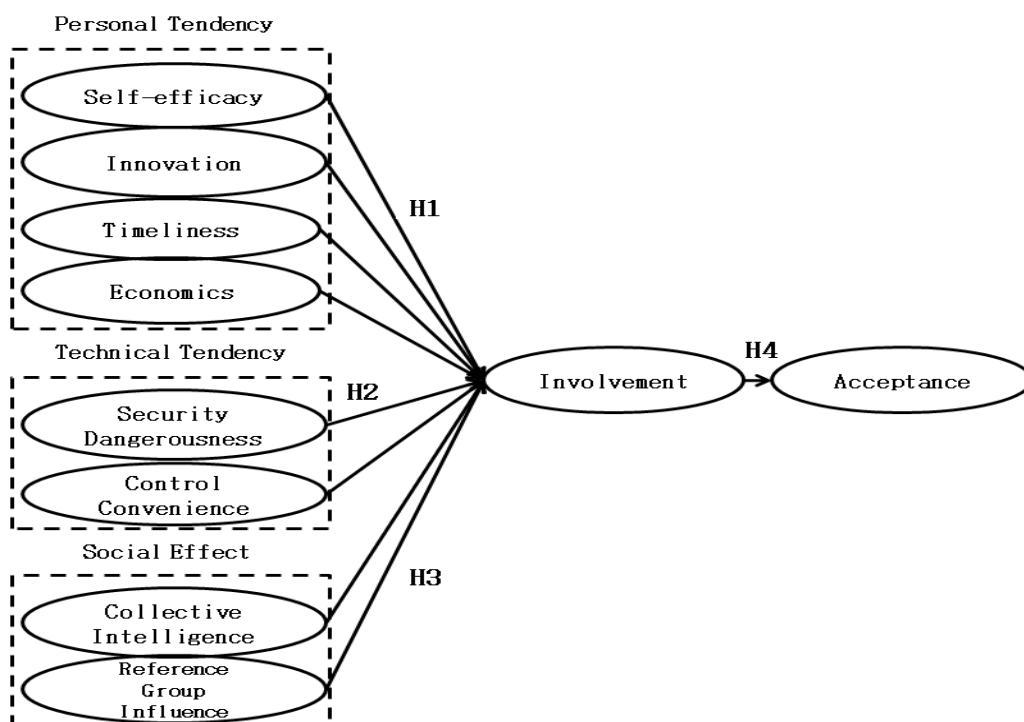 Personal Tendency
Self-efficacy
Innovation
Timeliness
Economics
H1
Technical Tendency
Security
Dangerousness
Control
Convenience
H2
Social Effect
Collective
Intelligence
Reference
Group
Influence
H3
Involvement
H4
Acceptance